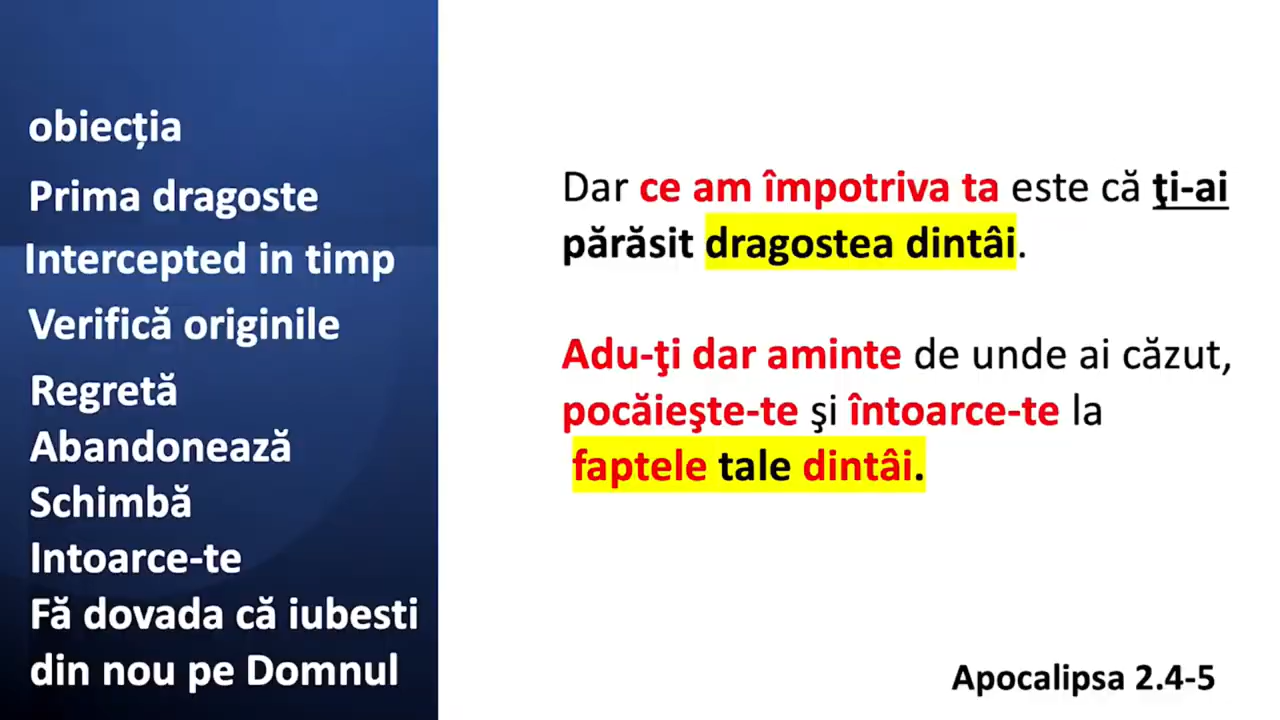 obiecția
Prima dragoste
Intercepted in timp
Verifică originile
Regretă
Abandonează
Schimbă
Intoarce-te
Fă dovada că iubesti
din nou pe Domnul
Dar ce am împotriva ta este că ţi-ai
părăsit dragostea dintâi.
Adu-ţi dar aminte de unde ai căzut,
pocăieşte-te şi întoarce-te la
faptele tale dintâi.
Apocalipsa 2.4-5